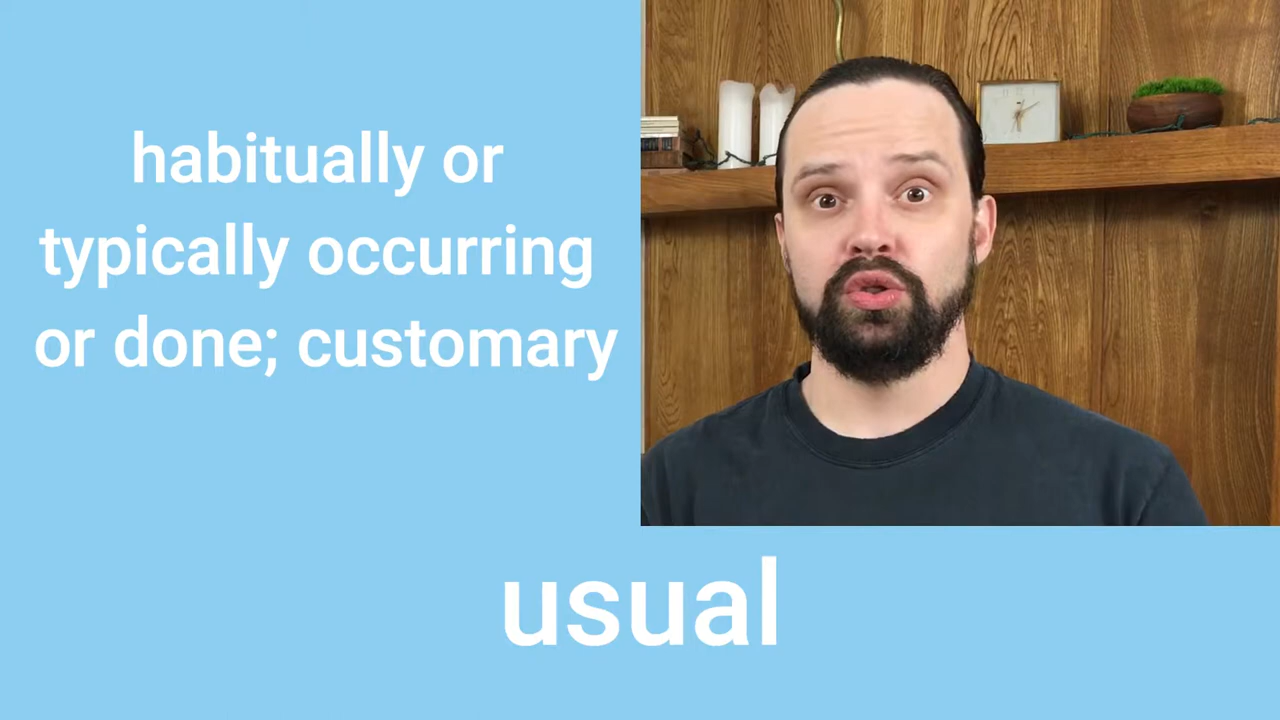 habitually or
typically occurring
or done; customary
usual